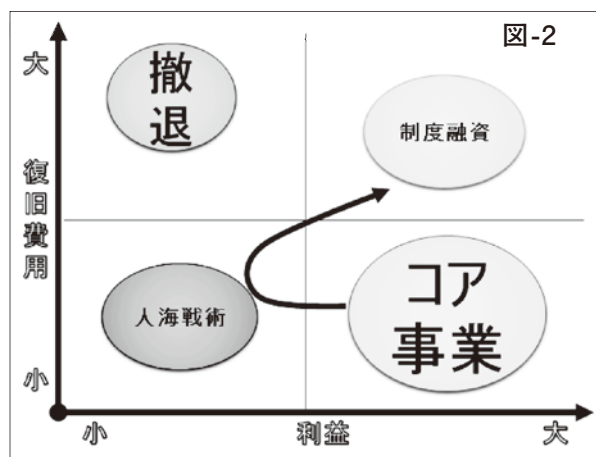 図-2
大
撤
退
制度融資
復旧費用
人海戦術
コア
事業
小
小
利益
大